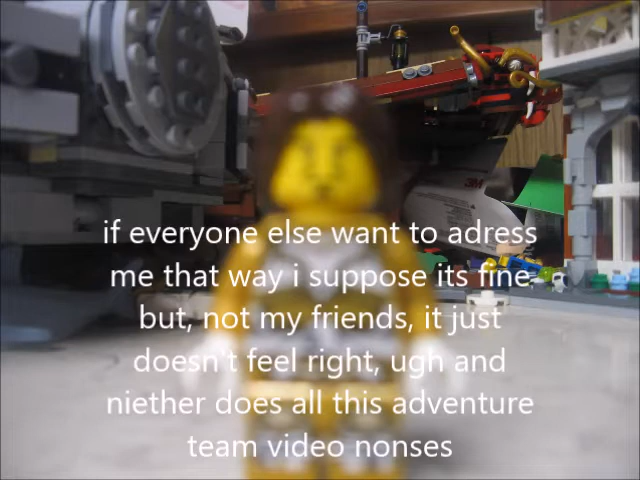 3M
if everyone else want to adress
me that way i suppose its fine
but, not my friends, it just
doesn't feel right, ugh and
niether does all this adventure
team video nonses